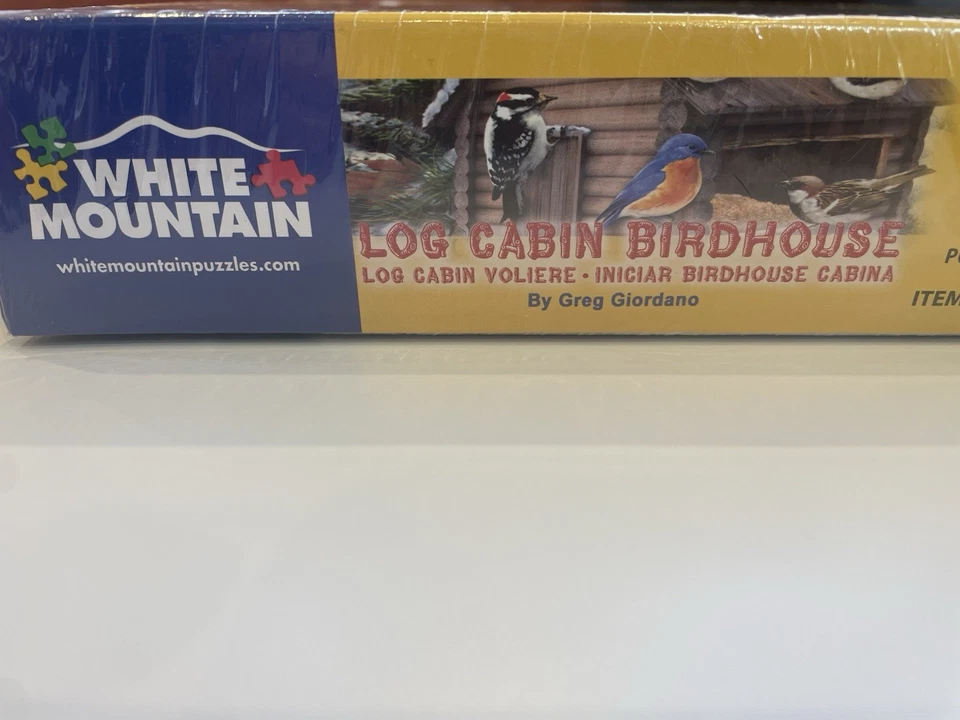 WHITE
MOUNTAIN
whitemountainpuzzles.com
LOG CABIN BIRDHOUSE
LOG CABIN VOLIERE • INICIAR BIRDHOUSE CABINA
By Greg Giordano
ITEM